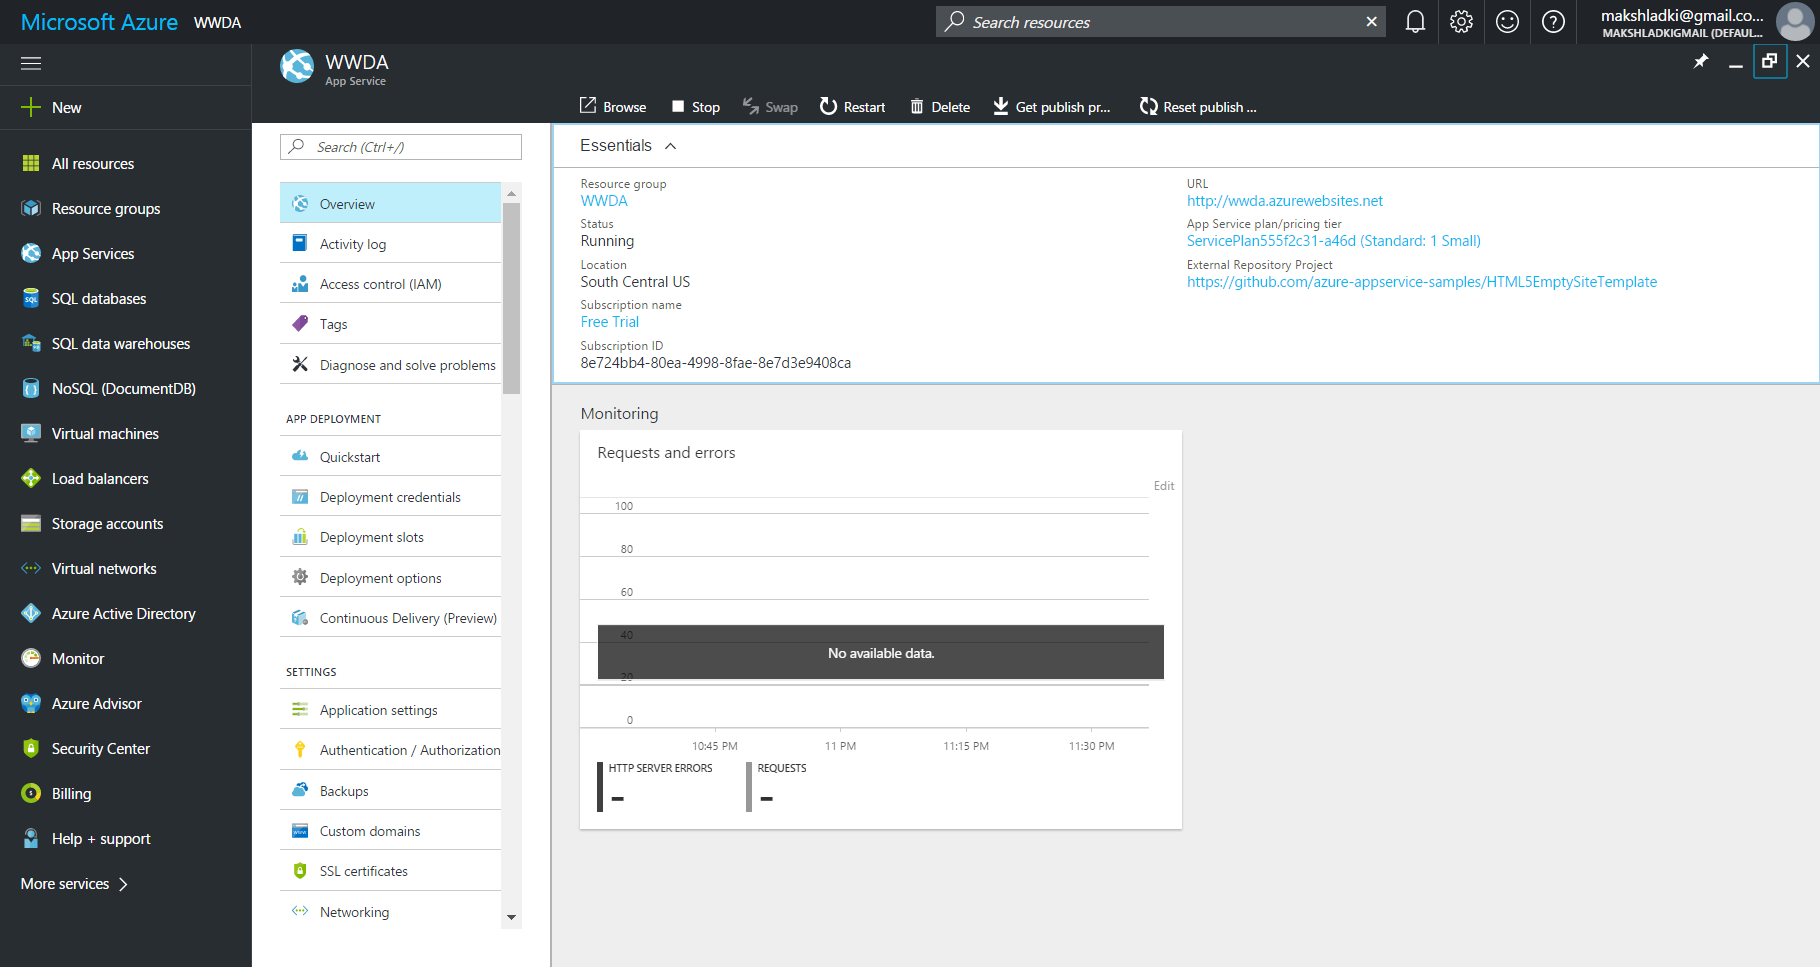 Microsoft Azure WWDA
Search resources
makshladki@gmail.co...
MAKSHLADKIGMAIL (DEFAUL...
New
All resources
Resource groups
App Services
SQL databases
SQL data warehouses
NoSQL (DocumentDB)
Virtual machines
Load balancers
Storage accounts
Virtual networks
Azure Active Directory
Monitor
Azure Advisor
Security Center
Billing
Help + support
More services
WWDA
App Service
Browse Stop Swap Restart Delete Get publish pr... Reset publish ...
Search (Ctrl+/)
Overview
Activity log
Access control (IAM)
Tags
Diagnose and solve problems
APP DEPLOYMENT
Quickstart
Deployment credentials
Deployment slots
Deployment options
Continuous Delivery (Preview)
SETTINGS
Application settings
Authentication / Authorization
Backups
Custom domains
SSL certificates
Networking
Essentials
Resource group
WWDA
Status
Running
Location
South Central US
Subscription name
Free Trial
Subscription ID
8e724bb4-80ea-4998-8fae-8e7d3e9408ca
URL
http://wwda.azurewebsites.net
App Service plan/pricing tier
ServicePlan555f2c31-a46d (Standard: 1 Small)
External Repository Project
https://github.com/azure-appservice-samples/HTML5EmptySiteTemplate
Monitoring
Requests and errors
Edit
100
80
60
40
No available data.
20
0
10:45 PM 11 PM 11:15 PM 11:30 PM
HTTP SERVER ERRORS REQUESTS
-- --